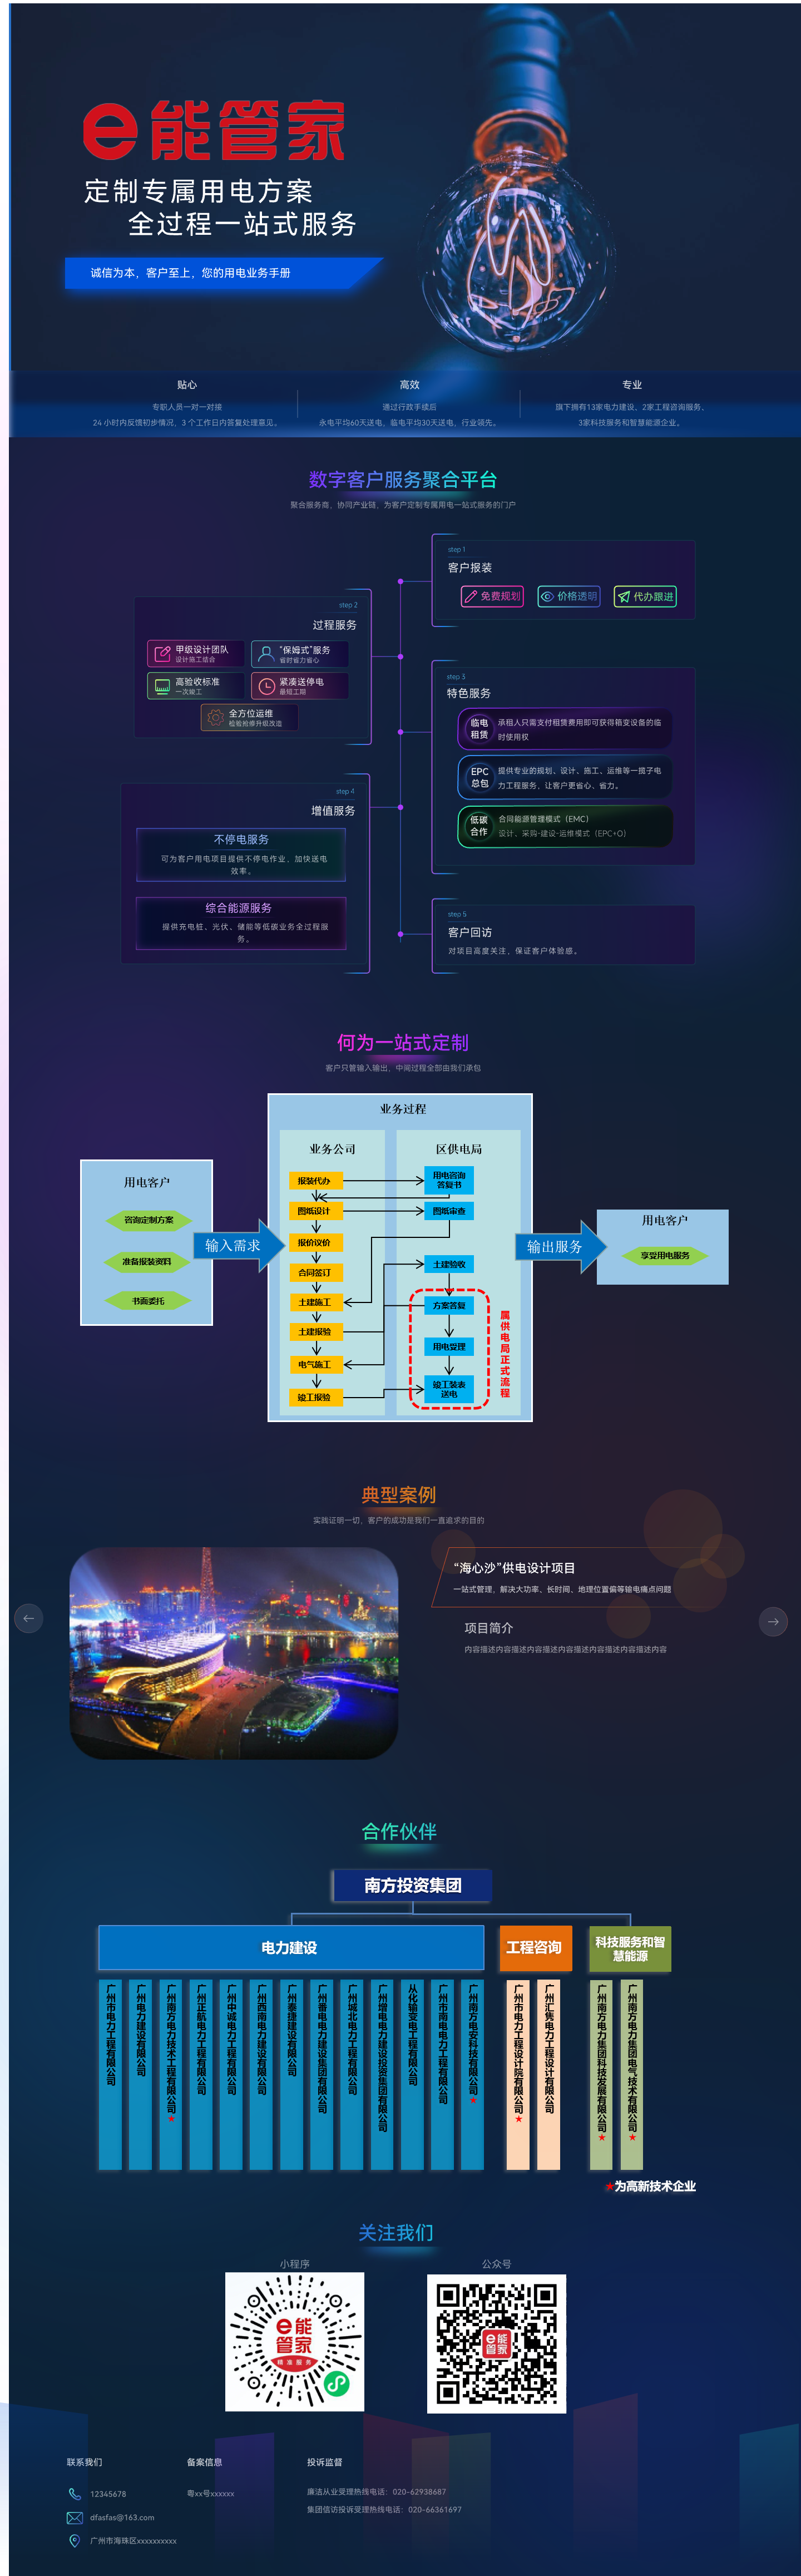 e能管家
定制专属用电方案
全过程一站式服务
诚信为本，客户至上，您的用电业务手册
贴心
专职人员一对一对接
24 小时内反馈初步情况，3 个工作日内答复处理意见。
高效
通过行政手续后
永电平均60天送电，临电平均30天送电，行业领先。
专业
旗下拥有13家电力建设，2家工程咨询服务，
3家科技服务和智慧能源企业。
数字客户服务聚合平台
聚合服务商，协同产业链，为客户定制专属用电一站式服务的门户
step 1
客户报装
免费规划
价格透明
代办跟进
step 2
过程服务
甲级设计团队
设计施工结合
“保姆式”服务
省时省力省心
高验收标准
一次竣工
紧凑送停电
最短工期
全方位运维
检验抢修升级改造
step 3
特色服务
临电
租赁
承租人只需支付租赁费用即可获得箱变设备的临
时使用权
EPC
总包
提供专业的规划、设计、施工、运维等一揽子电
力工程服务，让客户更省心、省力。
低碳
合作
合同能源管理模式（EMC）
设计、采购-建设-运维模式（EPC+O）
step 4
增值服务
不停电服务
可为客户用电项目提供不停电作业，加快送电
效率。
综合能源服务
提供充电桩、光伏、储能等低碳业务全过程服
务。
step 5
客户回访
对项目高度关注，保证客户体验感。
何为一站式定制
客户只管输入输出，中间过程全部由我们承包
用电客户
咨询定制方案
准备报装资料
书面委托
输入需求
业务过程
业务公司
报装代办
图纸设计
报价议价
合同签订
土建施工
土建报验
电气施工
竣工报验
区供电局
用电咨询
答复书
图纸审查
土建验收
方案答复
用电受理
竣工装表
送电
属供电局正式流程
输出服务
用电客户
享受用电服务
典型案例
实践证明一切，客户的成功是我们一直追求的目的
“海心沙”供电设计项目
一站式管理，解决大功率、长时间、地理位置偏等输电痛点问题
项目简介
内容描述内容描述内容描述内容描述内容描述内容描述内容
合作伙伴
南方投资集团
电力建设
工程咨询
科技服务和智
慧能源
广州市电力工程有限公司
广州电力建设有限公司
广州南方电力技术工程有限公司★
广州正航电力工程有限公司
广州中诚电力工程有限公司
广州西南电力建设有限公司
广州泰捷建设有限公司
广州番电电力建设集团有限公司
广州城北电力工程有限公司
广州增电电力建设投资集团有限公司
从化输变电工程有限公司
广州市南电电力工程有限公司
广州南方电安科技有限公司★
广州市电力工程设计院有限公司★
广州汇隽电力工程设计有限公司
广州南方电力集团科技发展有限公司★
广州南方电力集团电气技术有限公司★
★为高新技术企业
关注我们
小程序
公众号
e能
管家
精准服务
e能
管家
联系我们
12345678
dfasfas@163.com
广州市海珠区xxxxxxxxxx
备案信息
粤xx号xxxxxx
投诉监督
廉洁从业受理热线电话：020-62938687
集团信访投诉受理热线电话：020-66361697